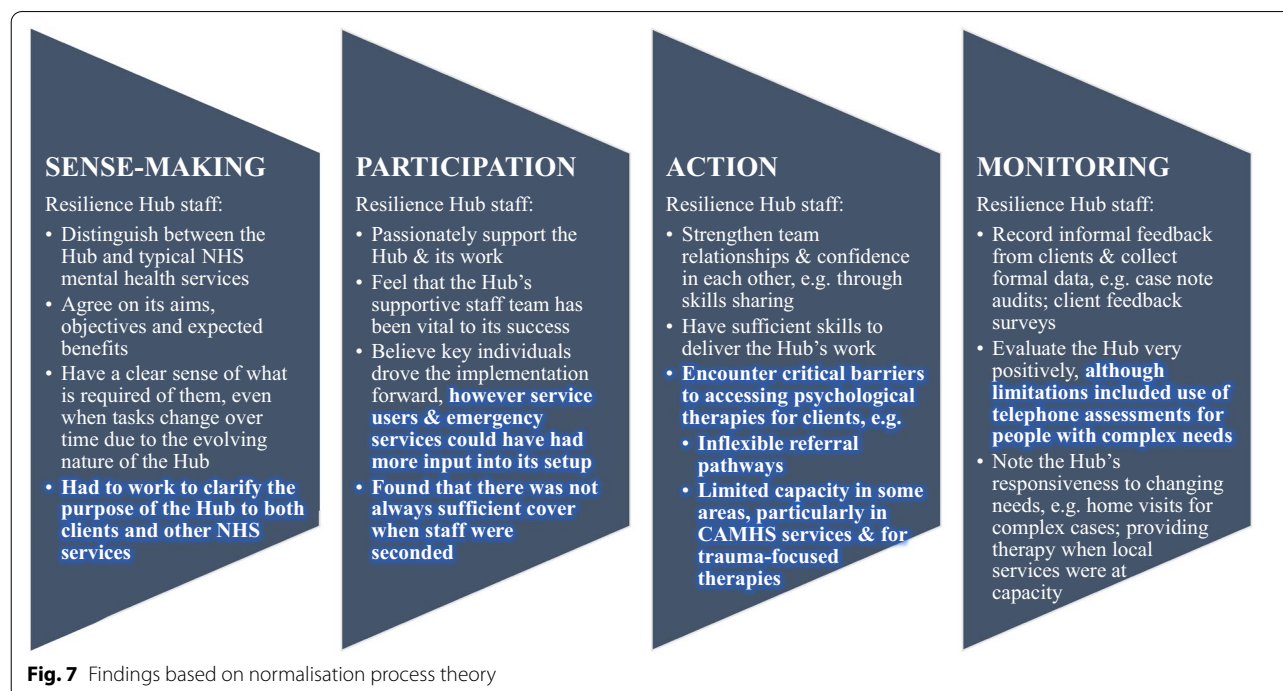 SENSE-MAKING
Resilience Hub staff:
• Distinguish between the
Hub and typical NHS
mental health services
• Agree on its aims,
objectives and expected
benefits
• Have a clear sense of what
is required of them, even
when tasks change over
time due to the evolving
nature of the Hub
• Had to work to clarify the
purpose of the Hub to both
clients and other NHS
services
PARTICIPATION
Resilience Hub staff:
• Passionately support the
Hub & its work
• Feel that the Hub's
supportive staff team has
been vital to its success
• Believe key individuals
drove the implementation
forward, however service
users & emergency
services could have had
more input into its setup
• Found that there was not
always sufficient cover
when staff were
seconded
ACTION
Resilience Hub staff:
• Strengthen team
relationships & confidence
in each other, e.g. through
skills sharing
• Have sufficient skills to
deliver the Hub's work
• Encounter critical barriers
to accessing psychological
therapies for clients, e.g.
• Inflexible referral
pathways
• Limited capacity in some
areas, particularly in
CAMHS services & for
trauma-focused
therapies
MONITORING
Resilience Hub staff:
• Record informal feedback
from clients & collect
formal data, e.g. case note
audits; client feedback
surveys
• Evaluate the Hub very
positively, although
limitations included use of
telephone assessments for
people with complex needs
• Note the Hub's
responsiveness to changing
needs, e.g. home visits for
complex cases; providing
therapy when local
services were at
capacity
Fig. 7 Findings based on normalisation process theory